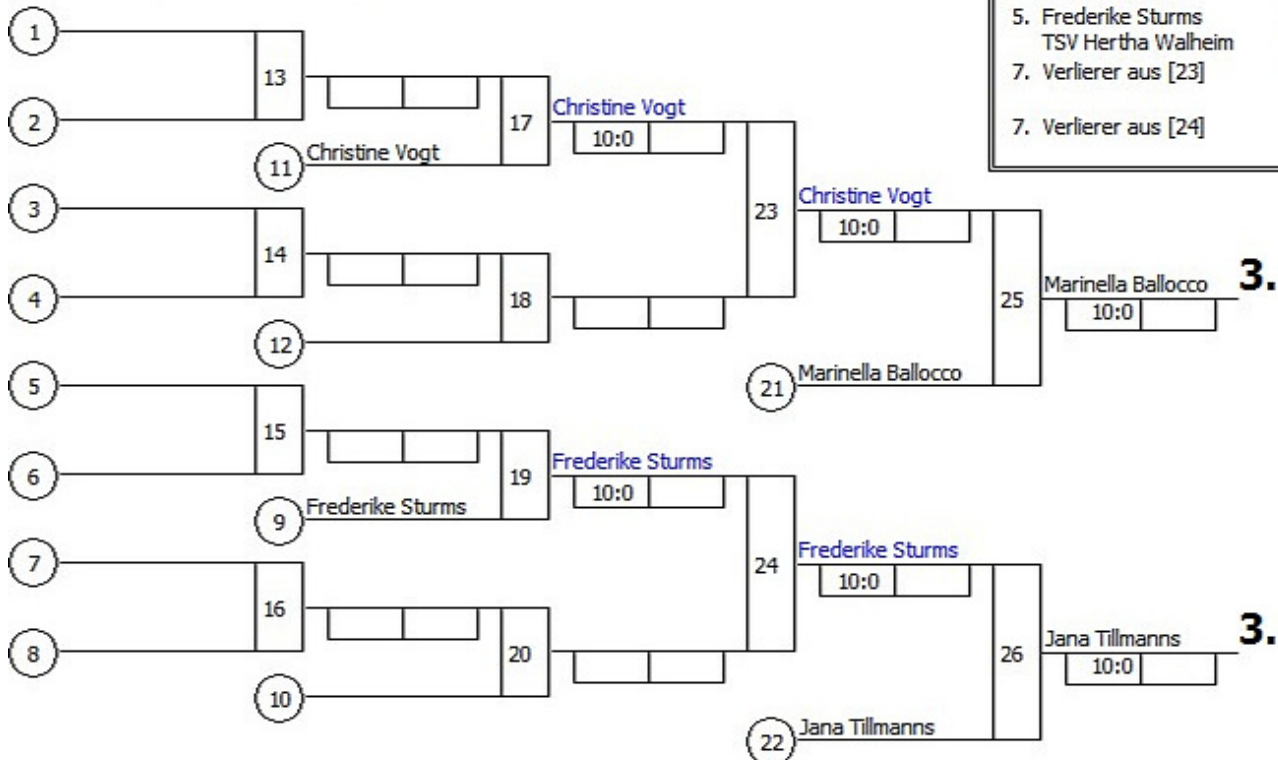 5. Frederike Sturms
TSV Hertha Walheim
7. Verlierer aus [23]
7. Verlierer aus [24]
1
13
2
17
Christine Vogt
10:0
11
Christine Vogt
3
23
Christine Vogt
10:0
14
4
18
25
Marinella Ballocco
3.
10:0
12
5
21
Marinella Ballocco
15
6
19
Frederike Sturms
10:0
9
Frederike Sturms
7
24
Frederike Sturms
10:0
16
8
20
26
Jana Tillmanns
3.
10:0
10
22
Jana Tillmanns